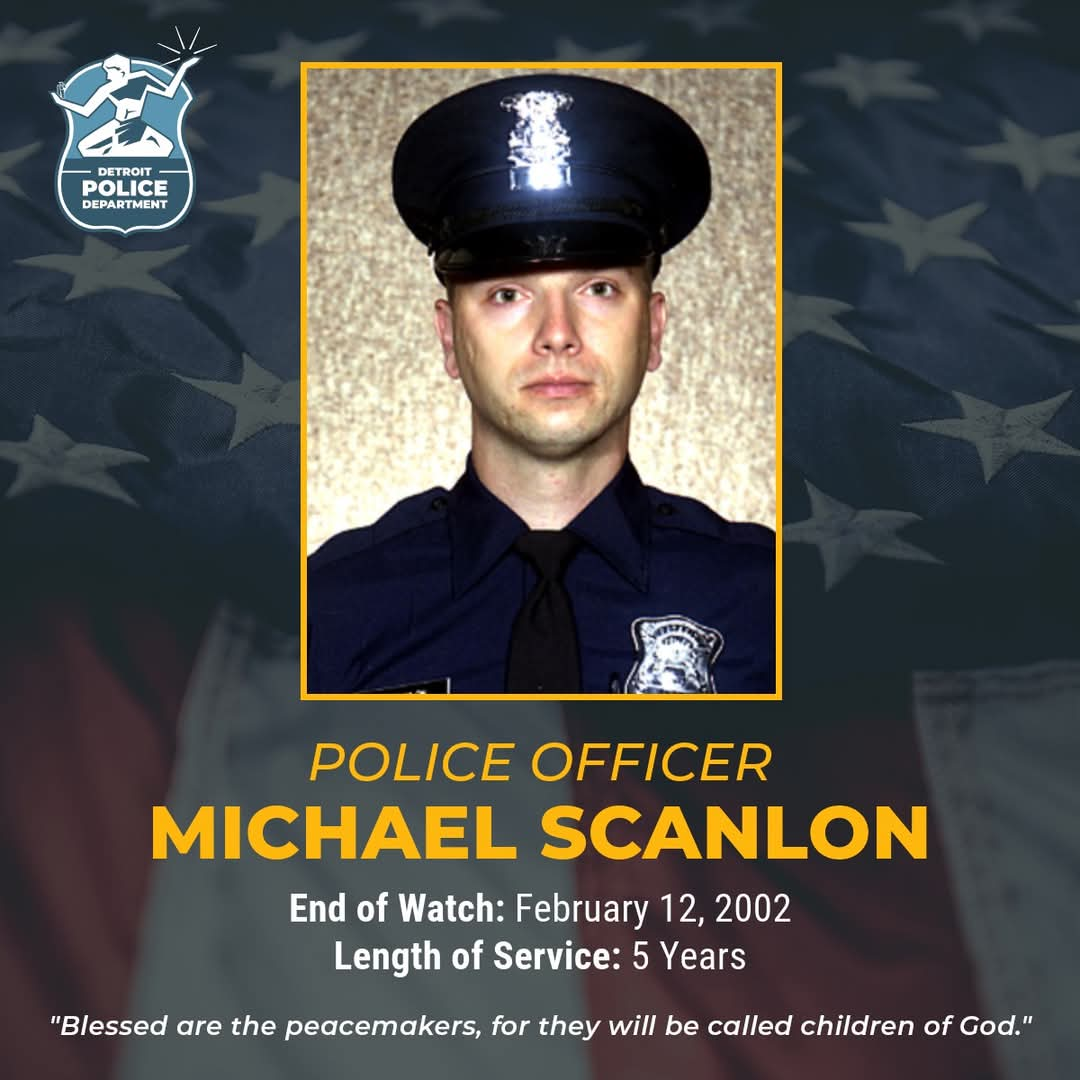 DETROIT
POLICE
DEPARTMENT
POLICE OFFICER
MICHAEL SCANLON
End of Watch: February 12, 2002
Length of Service: 5 Years
"Blessed are the peacemakers, for they will be called children of God."